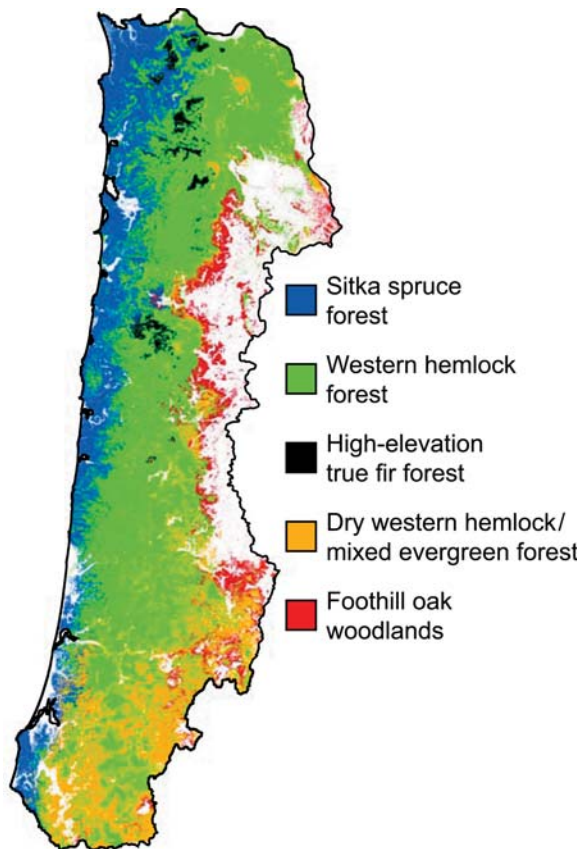 Sitka spruce
forest
Western hemlock
forest
High-elevation
true fir forest
Dry western hemlock/
mixed evergreen forest
Foothill oak
woodlands